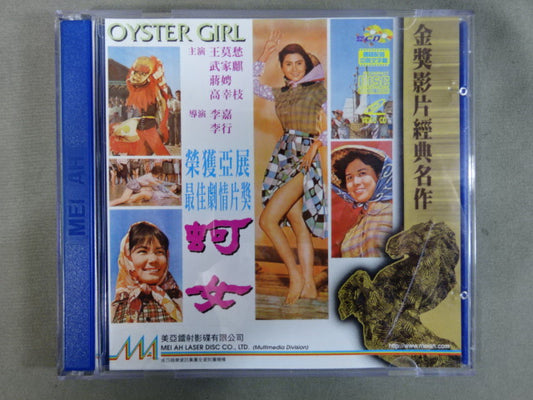 OYSTER GIRL
主演 王莫愁
武家麒
蔣娉
高幸枝
導演 李嘉
李行
榮獲亞展
最佳劇情片獎
蚵女
金獎影片經典名作
VIDEO CD
MEI AH
美亞鐳射影碟有限公司
MEI AH LASER DISC CO., LTD. (Multimedia Division)
http://www.meiah.com